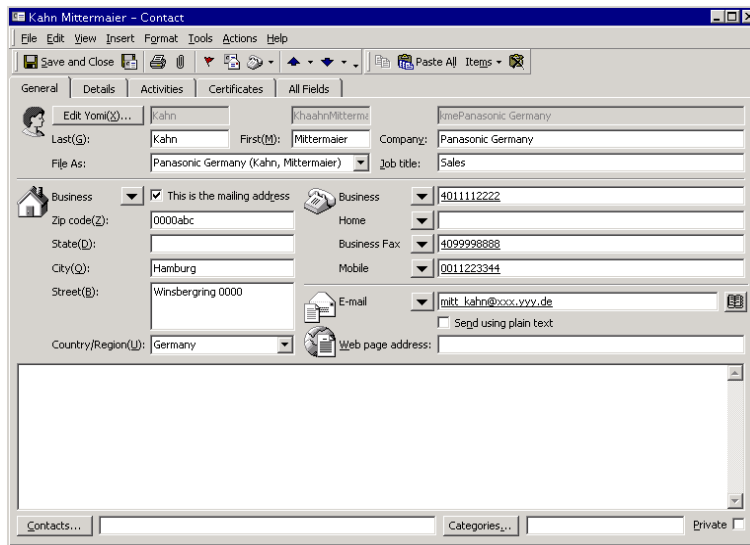 Kahn Mittermaier - Contact
File Edit View Insert Format Tools Actions Help
Save and Close Paste All Items
General Details Activities Certificates All Fields
Edit Yomi(X)... Kahn KhaahnMitterma kmePanasonic Germany
Last(G): Kahn First(M): Mittermaier Company: Panasonic Germany
File As: Panasonic Germany (Kahn, Mittermaier) Job title: Sales
Business This is the mailing address Business 4011112222
Zip code(Z): 0000abc Home
State(D): Business Fax 4099998888
City(Q): Hamburg Mobile 0011223344
Street(B): Winsbergring 0000 E-mail mitt_kahn@xxx.yyy.de
Send using plain text
Country/Region(U): Germany Web page address:
Contacts... Categories... Private